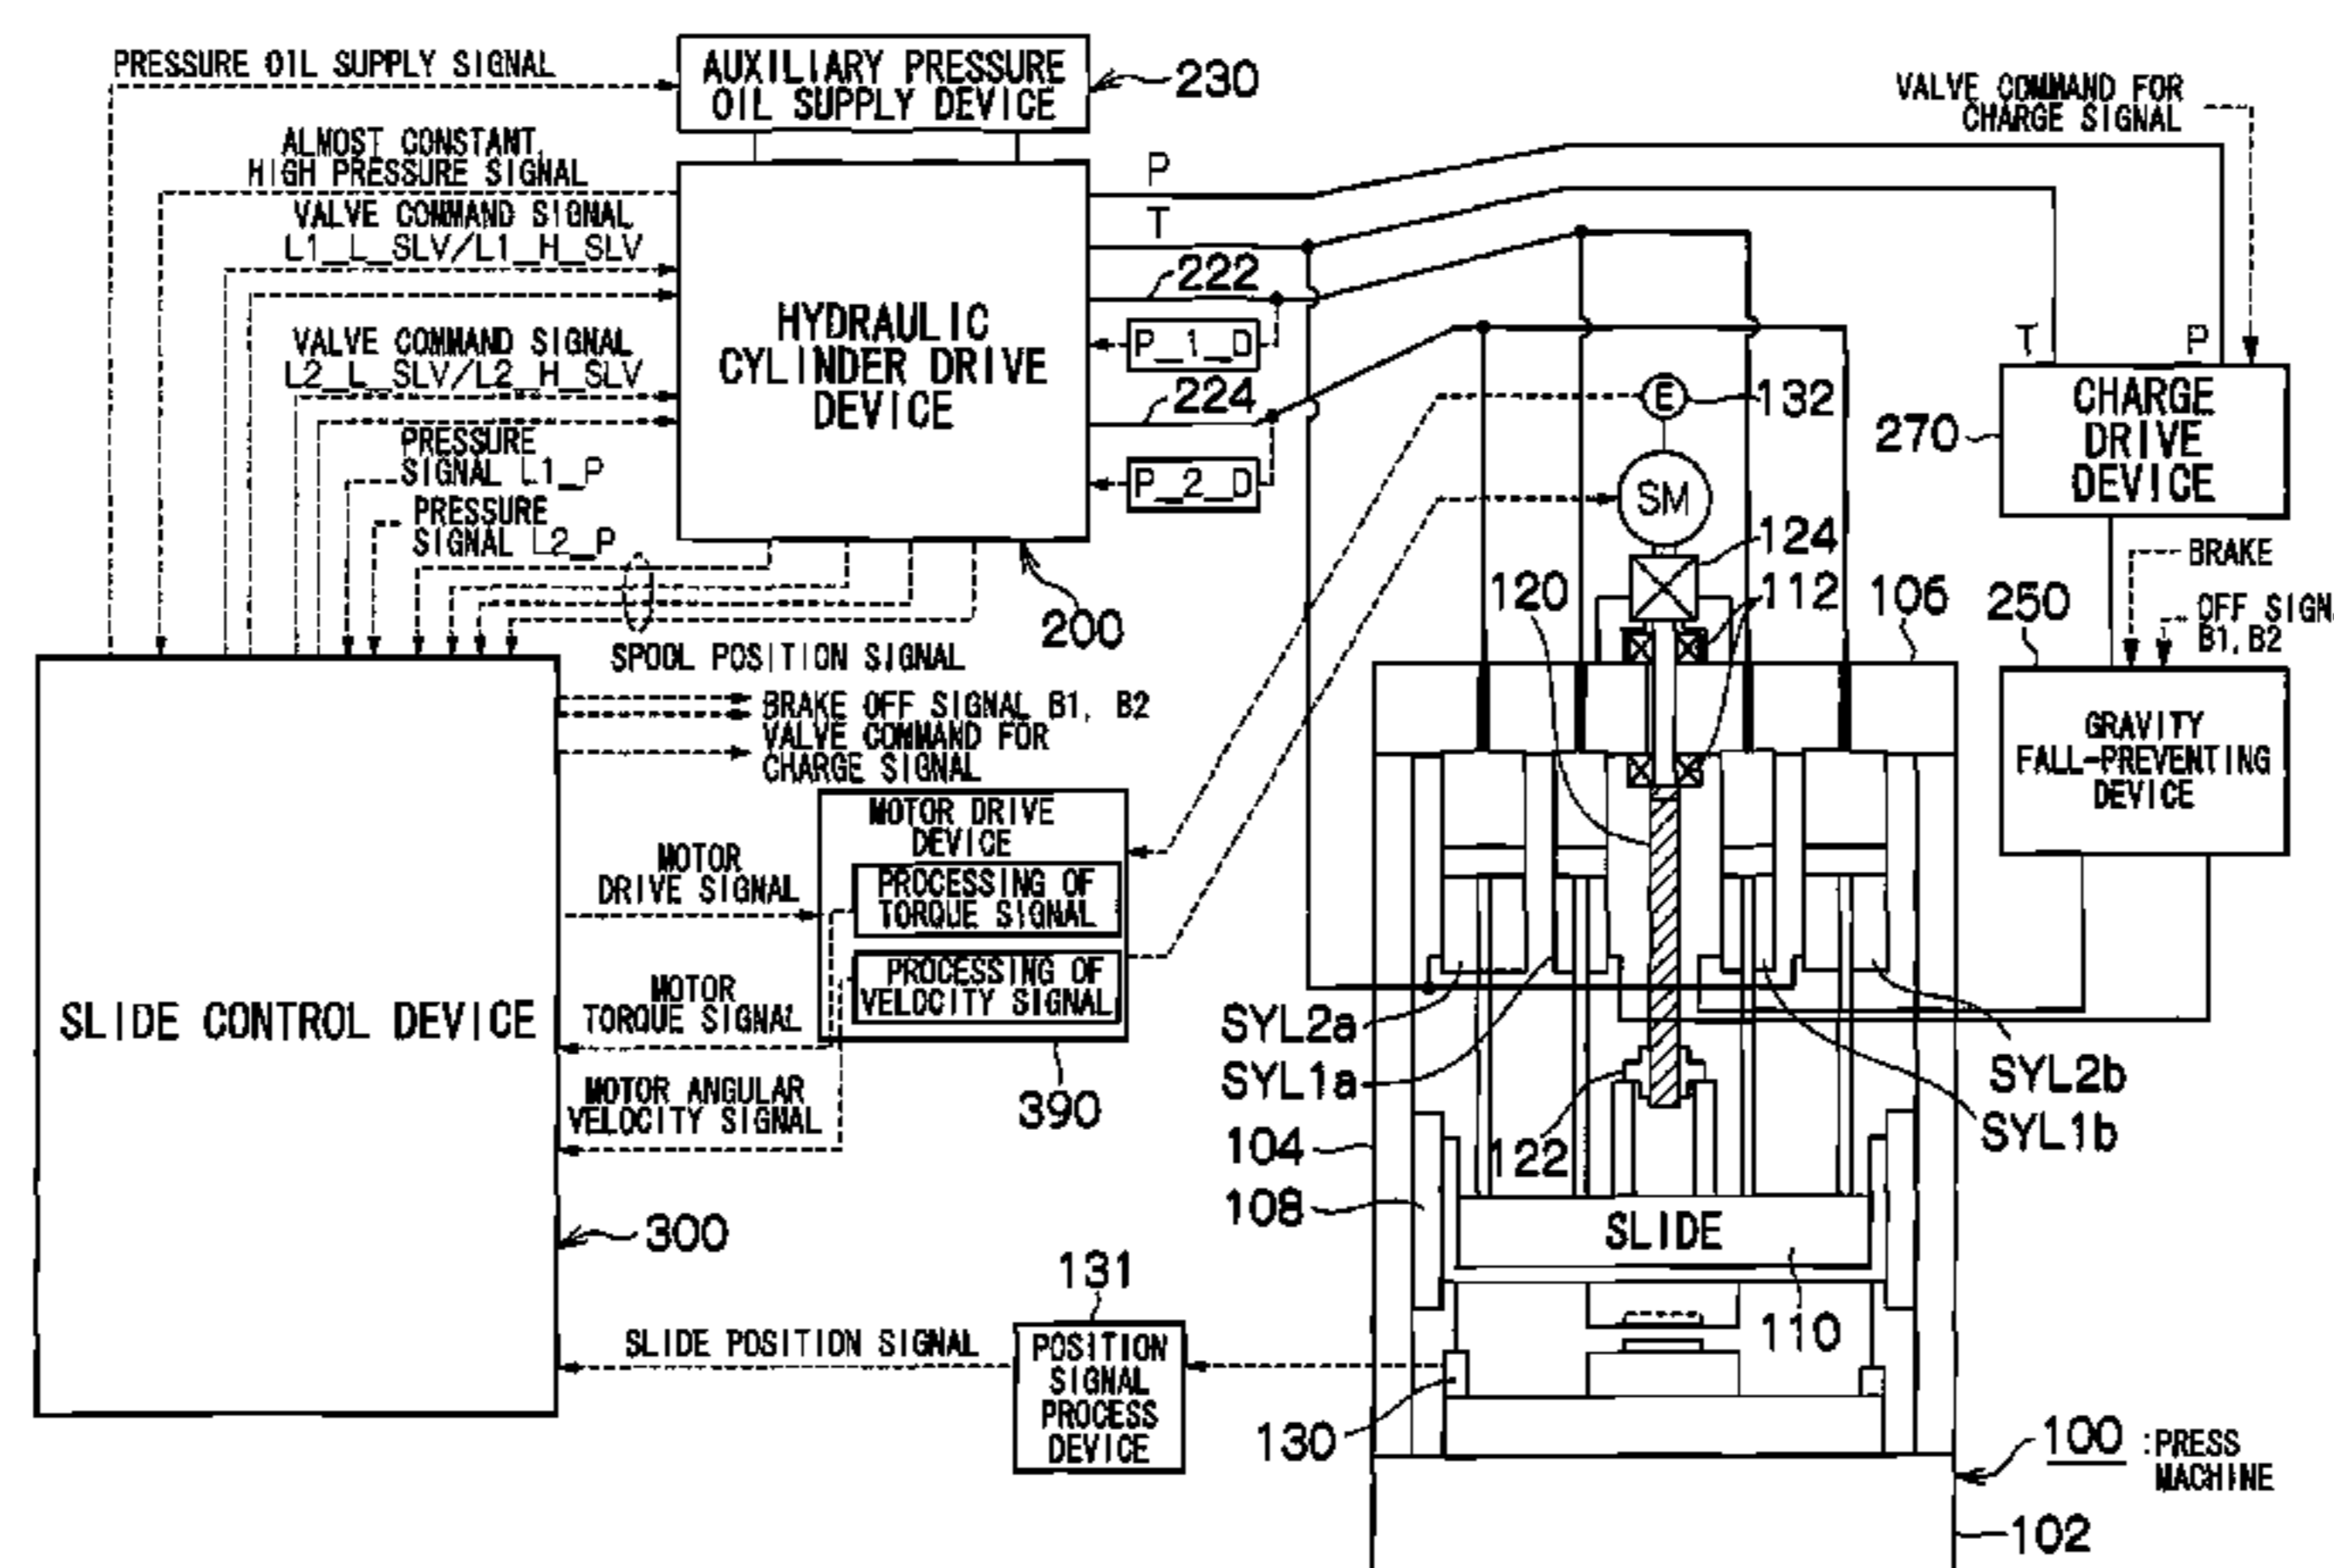 PRESSURE OIL SUPPLY SIGNAL
AUXILIARY PRESSURE
OIL SUPPLY DEVICE
230
VALVE COMMAND FOR
CHARGE SIGNAL
ALMOST CONSTANT,
HIGH PRESSURE SIGNAL
VALVE COMMAND SIGNAL
L1_L_SLV/L1_H_SLV
VALVE COMMAND SIGNAL
L2_L_SLV/L2_H_SLV
PRESSURE
SIGNAL L1_P
PRESSURE
SIGNAL L2_P
HYDRAULIC
CYLINDER DRIVE
DEVICE
200
P
T
222
P_1_D
224
P_2_D
E
132
SM
124
112
120
106
T
P
CHARGE
DRIVE
DEVICE
270
BRAKE
OFF SIGN
B1, B2
250
GRAVITY
FALL-PREVENTING
DEVICE
SPOOL POSITION SIGNAL
BRAKE OFF SIGNAL B1, B2
VALVE COMMAND FOR
CHARGE SIGNAL
SLIDE CONTROL DEVICE
300
MOTOR
DRIVE SIGNAL
MOTOR DRIVE
DEVICE
PROCESSING OF
TORQUE SIGNAL
PROCESSING OF
VELOCITY SIGNAL
390
MOTOR
TORQUE SIGNAL
MOTOR ANGULAR
VELOCITY SIGNAL
SYL2a
SYL1a
SYL2b
SYL1b
104
122
108
SLIDE
110
131
SLIDE POSITION SIGNAL
POSITION
SIGNAL
PROCESS
DEVICE
130
100 :PRESS
MACHINE
102